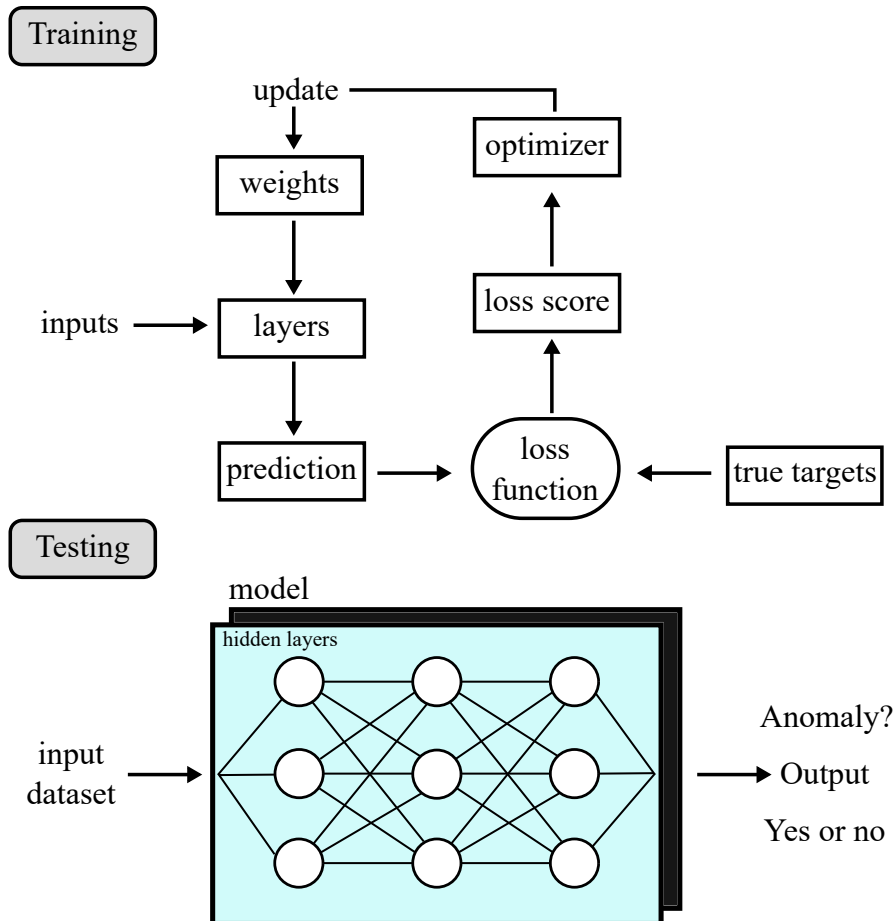 Training
update
optimizer
weights
loss score
inputs
layers
prediction
loss
function
true targets
Testing
model
hidden layers
input
dataset
Anomaly?
Output
Yes or no